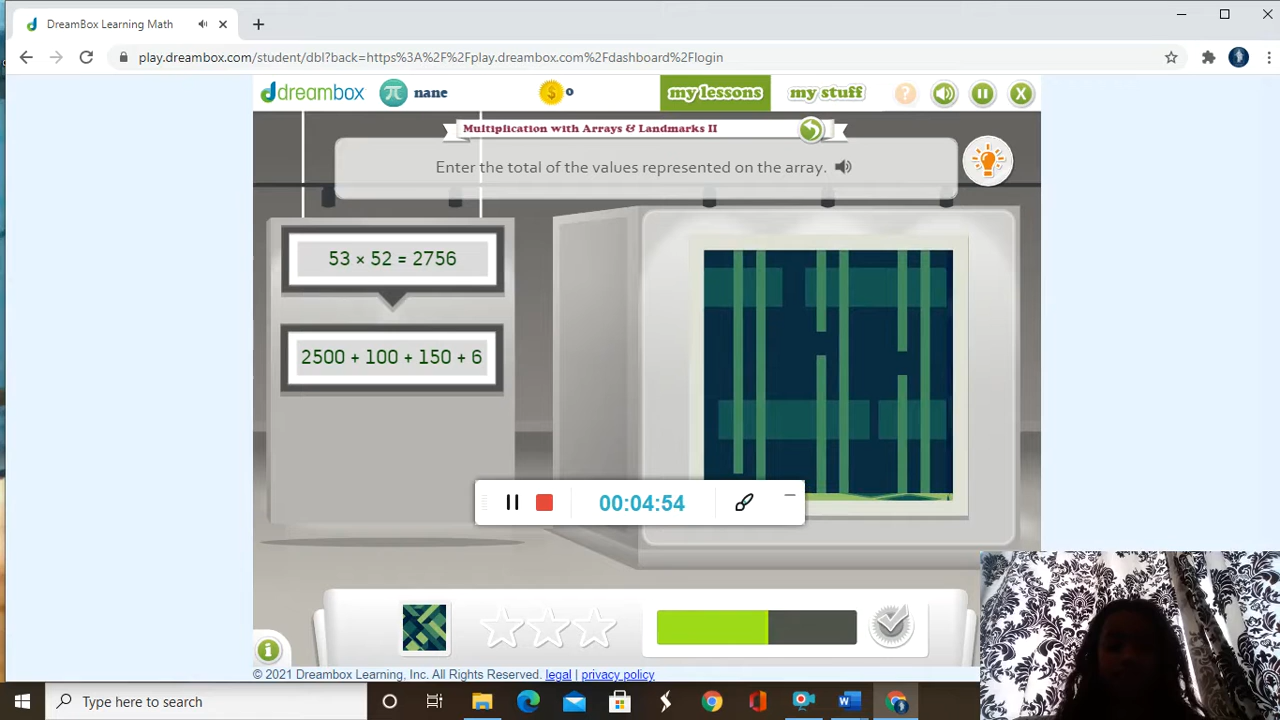 DreamBox Learning Math
play.dreambox.com/student/dbl?back=https%3A%2F%2Fplay.dreambox.com%2Fdashboard%2Flogin
dreambox π nane $ 0 my lessons my stuff ? X
Multiplication with Arrays & Landmarks II
Enter the total of the values represented on the array.
53 × 52 = 2756
2500 + 100 + 150 + 6
00:04:54
i
© 2021 Dreambox Learning, Inc. All Rights Reserved. legal | privacy policy
Type here to search